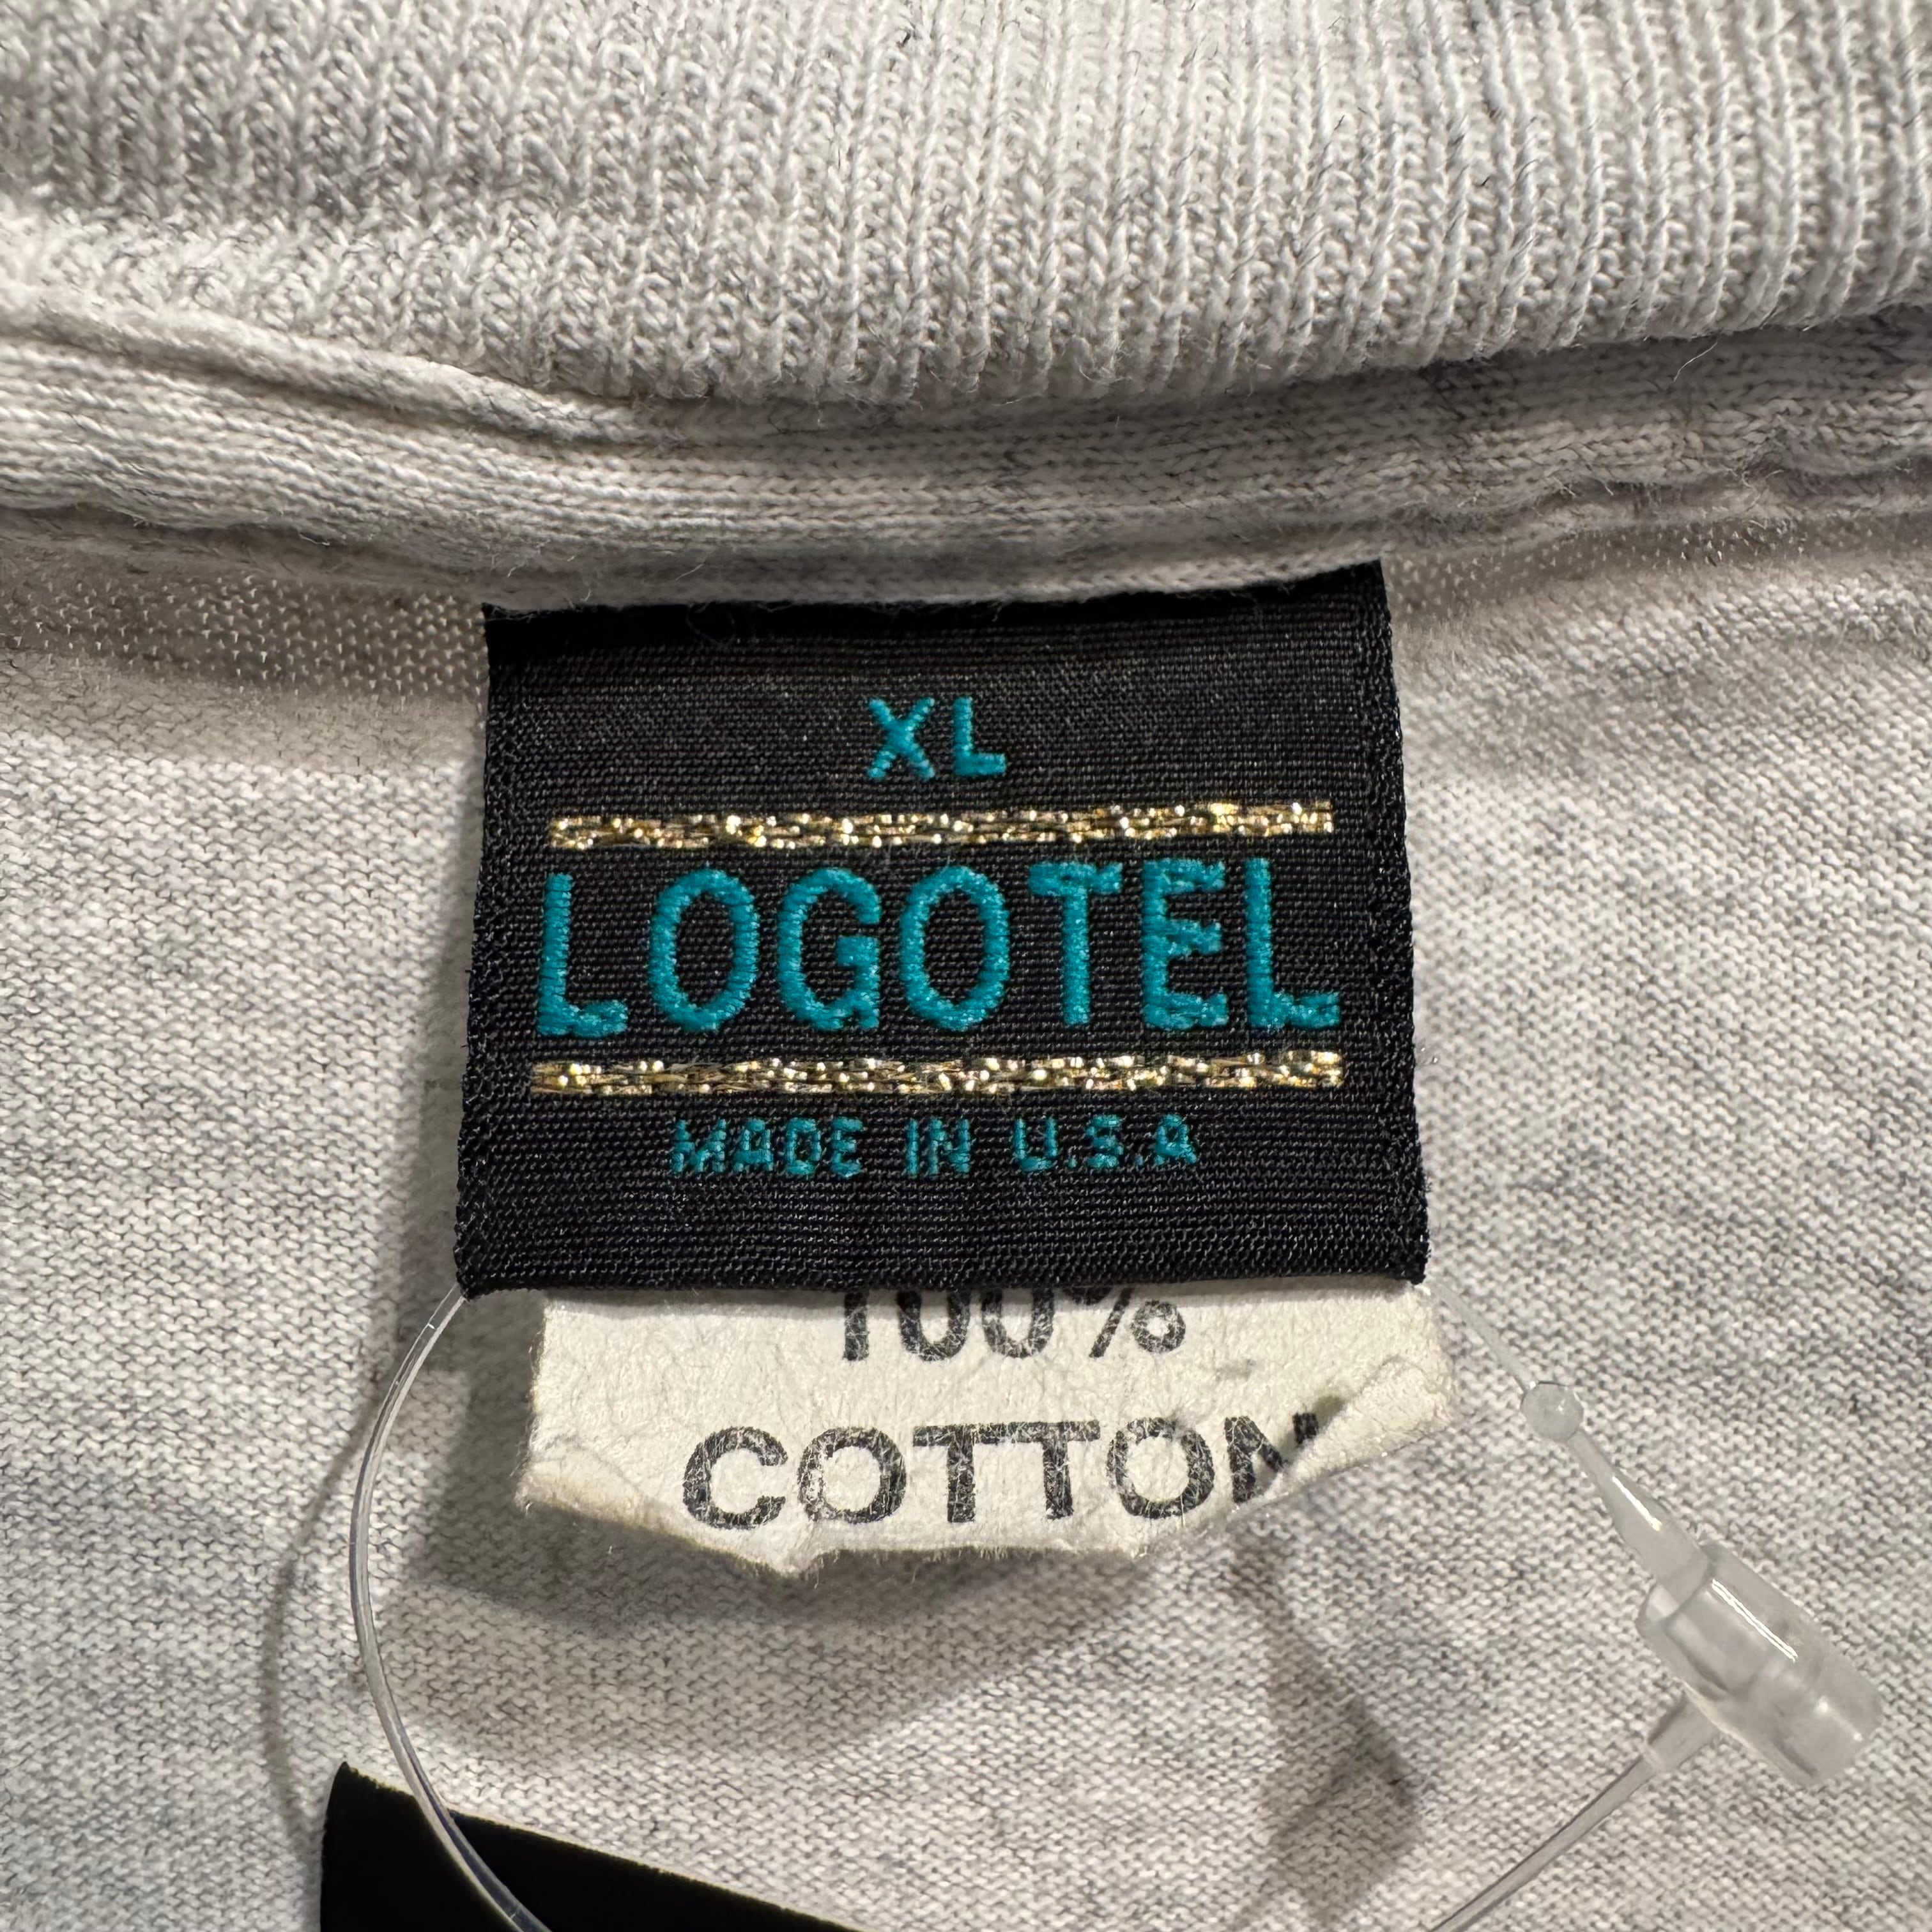 XL
LOGOTEL
MADE IN U.S.A
100%
COTTON